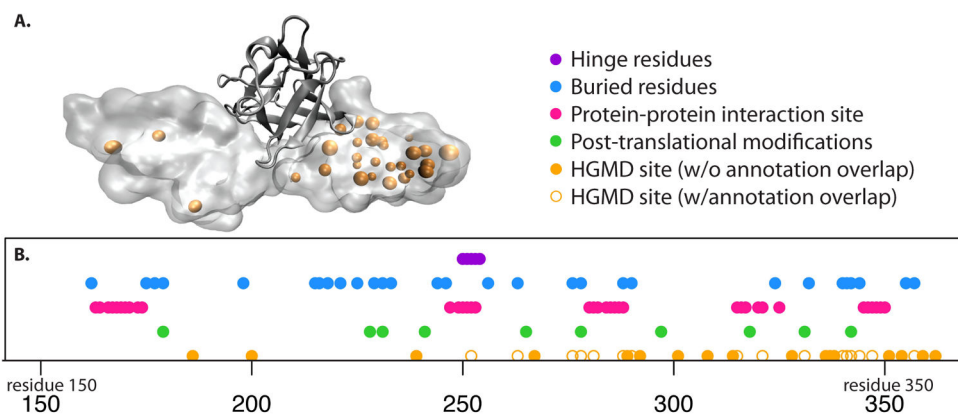 A.
Hinge residues
Buried residues
Protein-protein interaction site
Post-translational modifications
HGMD site (w/o annotation overlap)
HGMD site (w/annotation overlap)
B.
residue 150
residue 350
150
200
250
300
350